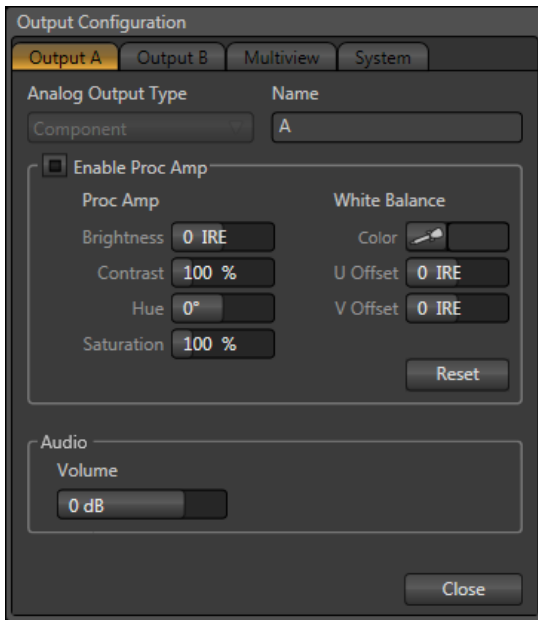 Output Configuration
Output A Output B Multiview System
Analog Output Type Name
Component A
Enable Proc Amp
Proc Amp White Balance
Brightness 0 IRE Color
Contrast 100 % U Offset 0 IRE
Hue 0° V Offset 0 IRE
Saturation 100 %
Reset
Audio
Volume
0 dB
Close